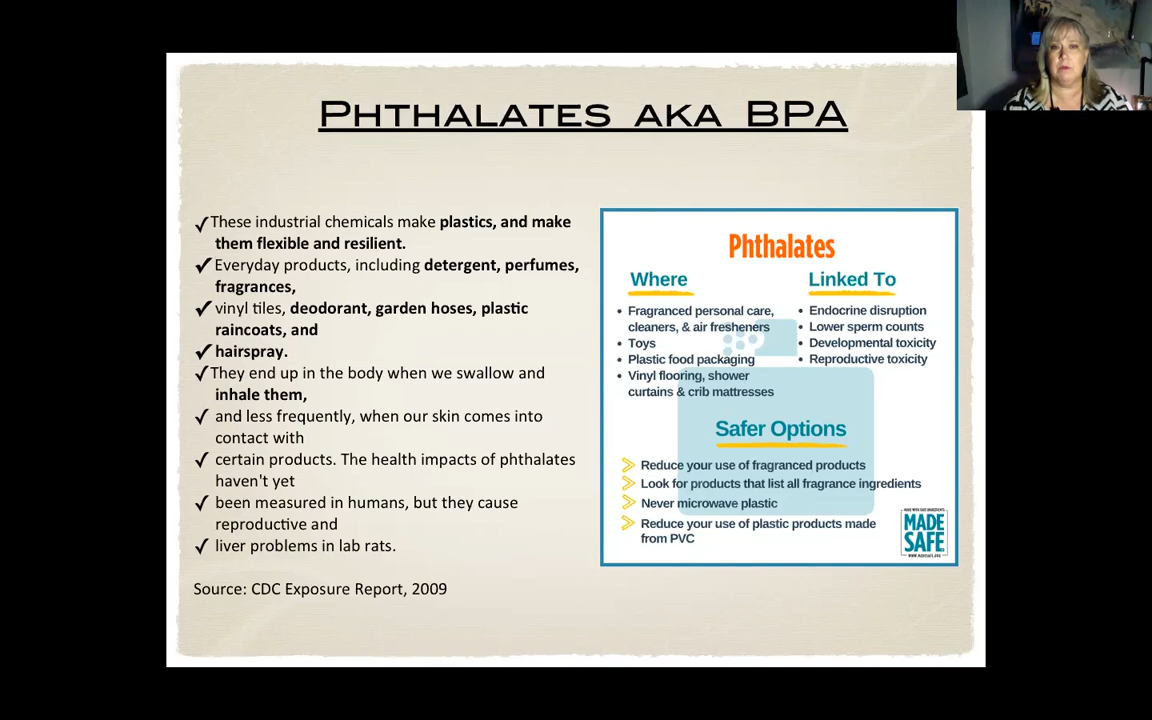 PHTHALATES AKA BPA
✓These industrial chemicals make plastics, and make
them flexible and resilient.
✓Everyday products, including detergent, perfumes,
fragrances,
✓ vinyl tiles, deodorant, garden hoses, plastic
raincoats, and
✓ hairspray.
✓They end up in the body when we swallow and
inhale them,
✓ and less frequently, when our skin comes into
contact with
✓ certain products. The health impacts of phthalates
haven't yet
✓ been measured in humans, but they cause
reproductive and
✓ liver problems in lab rats.
Source: CDC Exposure Report, 2009
Phthalates
Where
• Fragranced personal care,
cleaners, & air fresheners
• Toys
• Plastic food packaging
• Vinyl flooring, shower
curtains & crib mattresses
Linked To
• Endocrine disruption
• Lower sperm counts
• Developmental toxicity
• Reproductive toxicity
Safer Options
Reduce your use of fragranced products
Look for products that list all fragrance ingredients
Never microwave plastic
Reduce your use of plastic products made
from PVC
MADE WITH SAFE INGREDIENTS
MADE
SAFE
WWW.MADESAFE.ORG